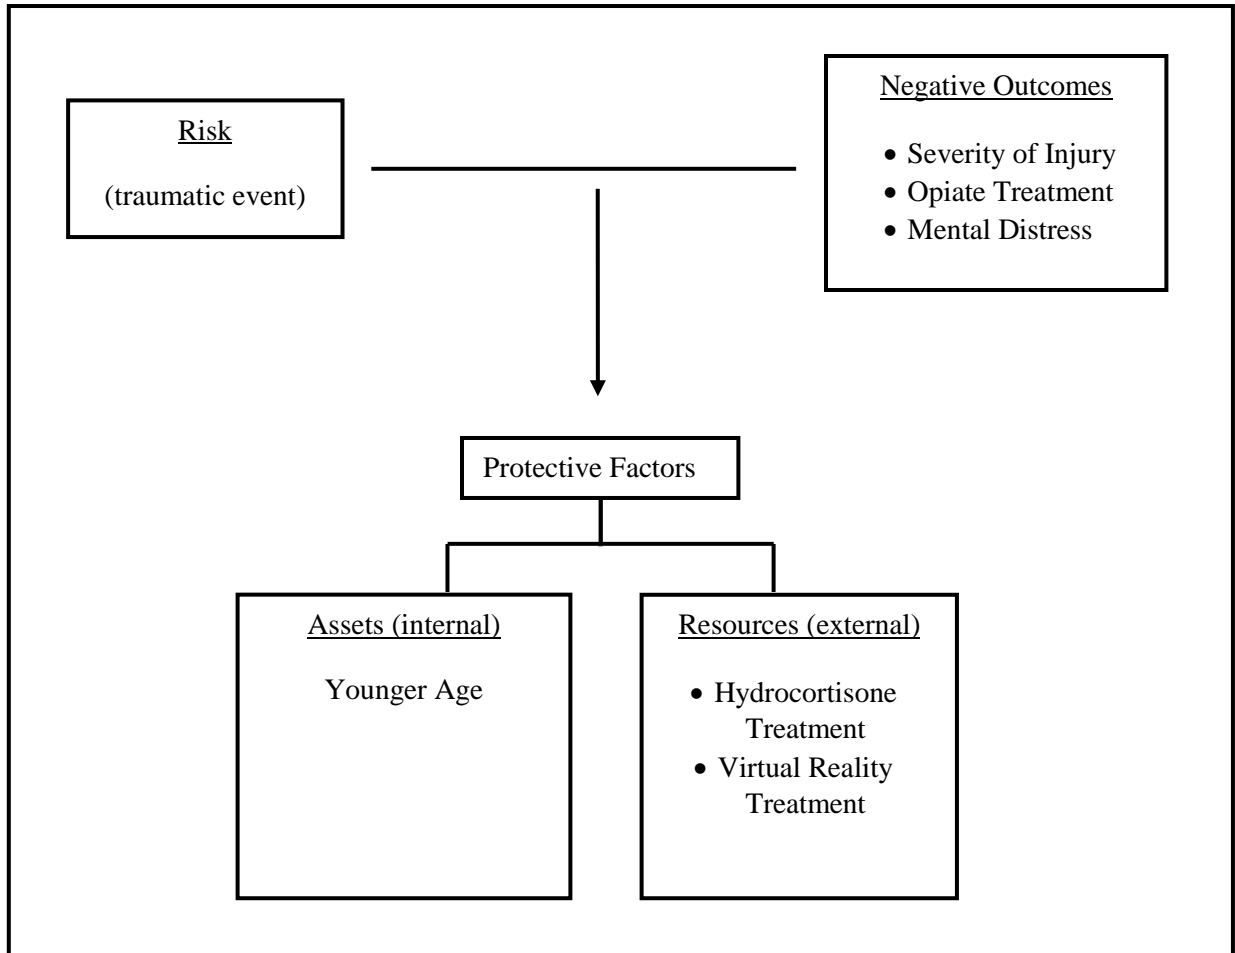 Risk
(traumatic event)
Negative Outcomes
• Severity of Injury
• Opiate Treatment
• Mental Distress
Protective Factors
Assets (internal)
Younger Age
Resources (external)
• Hydrocortisone
Treatment
• Virtual Reality
Treatment